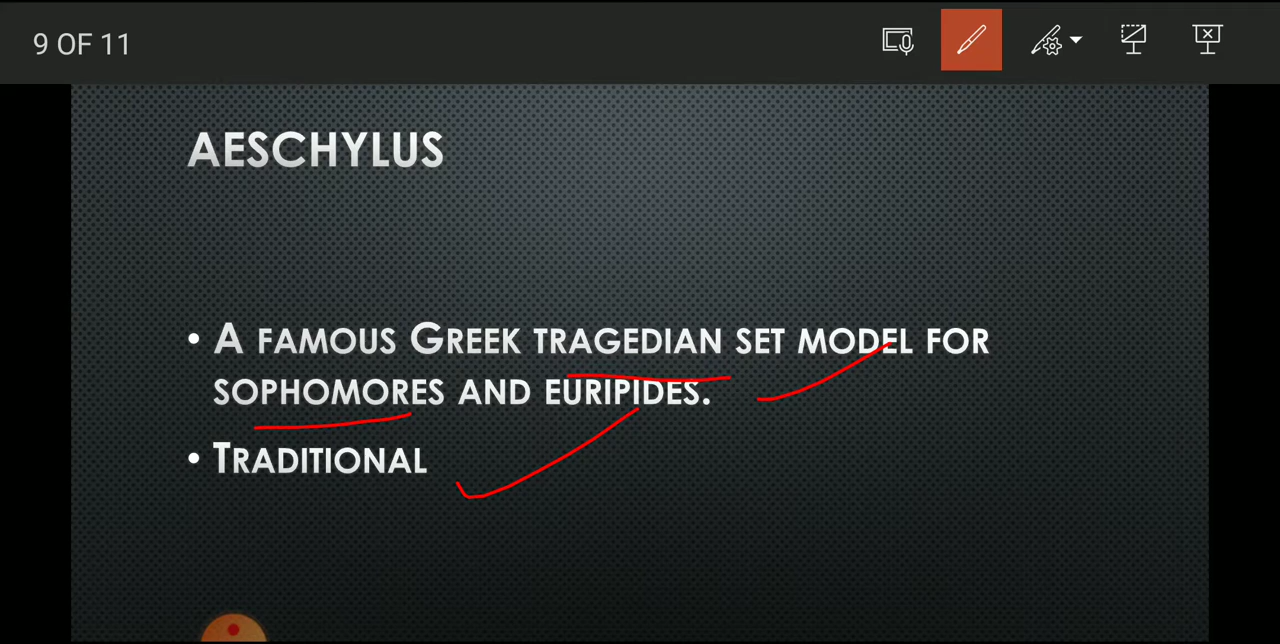 9 OF 11
AESCHYLUS
• A FAMOUS GREEK TRAGEDIAN SET MODEL FOR
SOPHOMORES AND EURIPIDES.
• TRADITIONAL